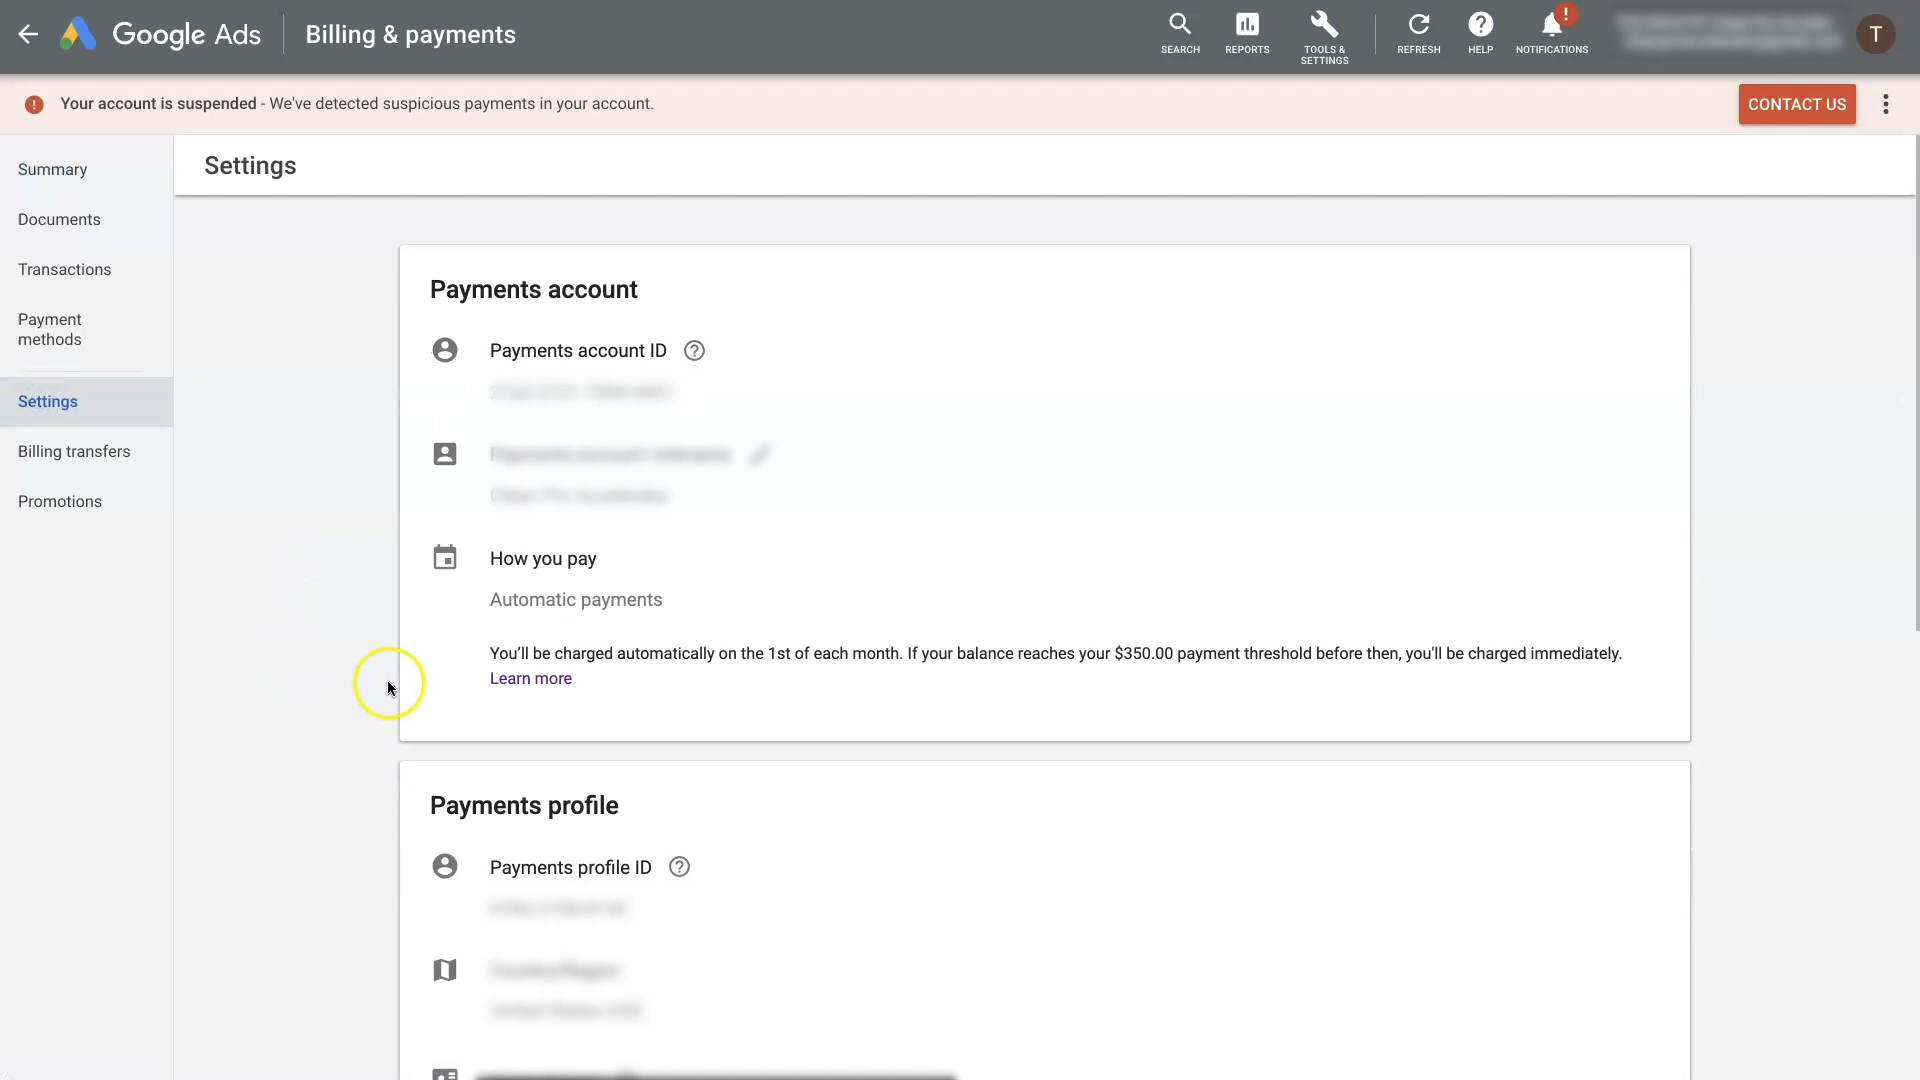 Google Ads
Billing & payments
SEARCH
REPORTS
TOOLS &
SETTINGS
REFRESH
HELP
!
NOTIFICATIONS
T
! Your account is suspended - We've detected suspicious payments in your account.
CONTACT US
Summary
Documents
Transactions
Payment
methods
Settings
Billing transfers
Promotions
Settings
Payments account
Payments account ID
How you pay
Automatic payments
You'll be charged automatically on the 1st of each month. If your balance reaches your $350.00 payment threshold before then, you'll be charged immediately.
Learn more
Payments profile
Payments profile ID